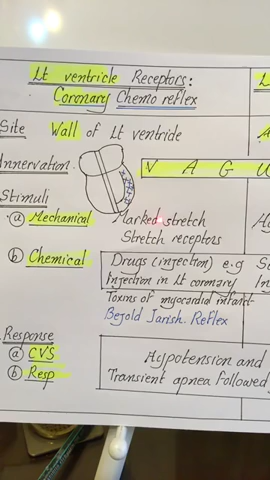 Lt ventricle Receptors:
Coronary Chemo reflex
Site Wall of Lt ventride
nnervation V A G U
Stimuli
(a) Mechanical Marked stretch
Stretch receptors
(b) Chemical Drugs (injection) e.g
Injection in Lt coronary
Toxins of myocardial infarct
Bejold Jarish. Reflex
Response
(a) CVS Hypotension and
(b) Resp Transient apnea followed